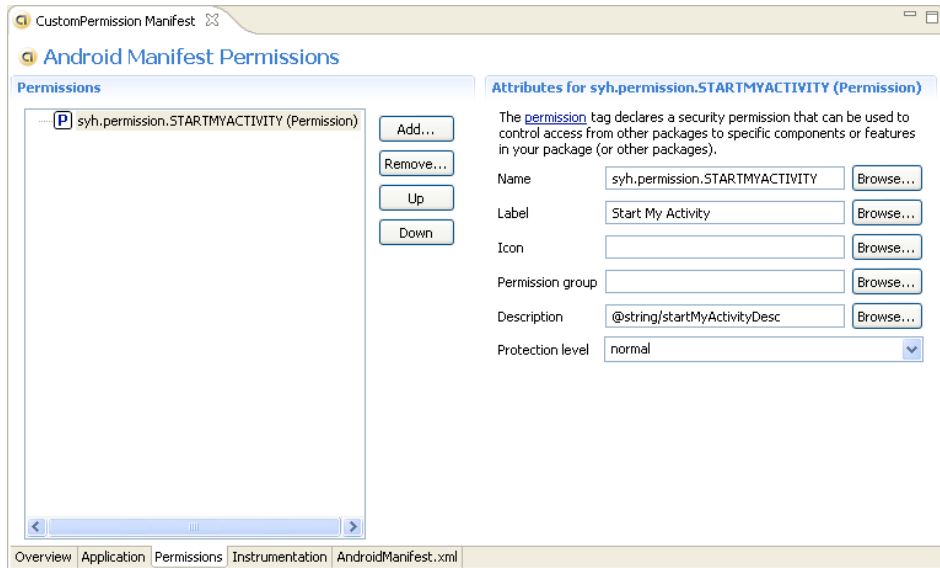 CustomPermission Manifest
Android Manifest Permissions
Permissions
P syh.permission.STARTMYACTIVITY (Permission)
Add...
Remove...
Up
Down
Attributes for syh.permission.STARTMYACTIVITY (Permission)
The permission tag declares a security permission that can be used to
control access from other packages to specific components or features
in your package (or other packages).
Name syh.permission.STARTMYACTIVITY Browse...
Label Start My Activity Browse...
Icon Browse...
Permission group Browse...
Description @string/startMyActivityDesc Browse...
Protection level normal
Overview Application Permissions Instrumentation AndroidManifest.xml